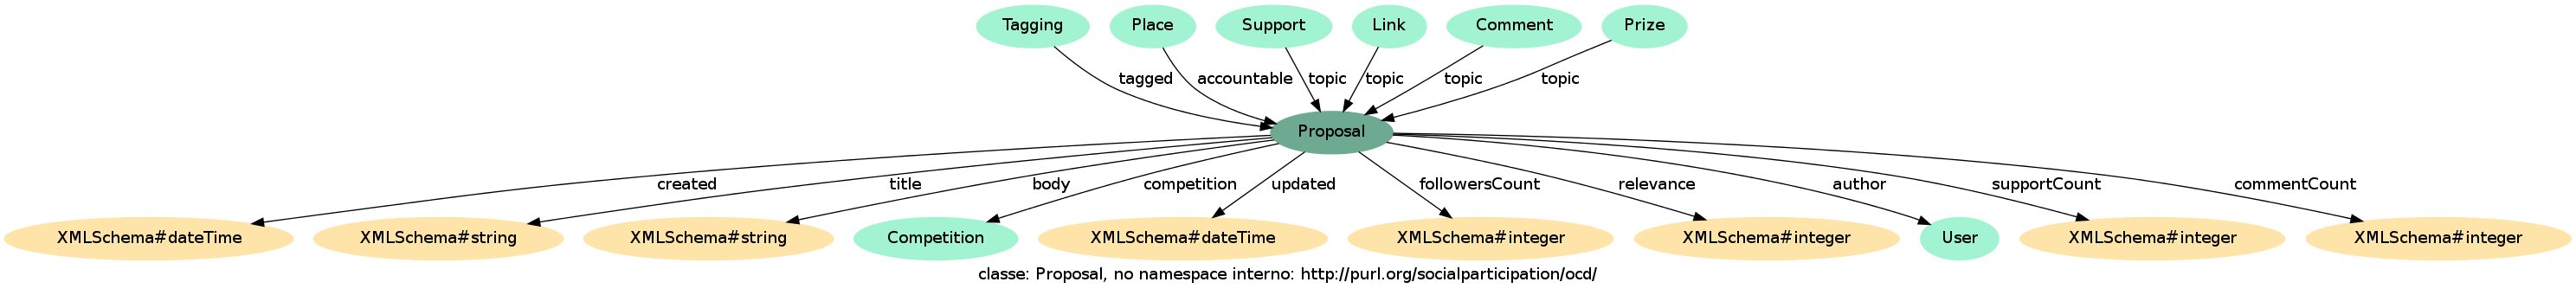 Tagging Place Support Link Comment Prize
tagged accountable topic topic topic topic
Proposal
created title body competition updated followersCount relevance author supportCount commentCount
XMLSchema#dateTime XMLSchema#string XMLSchema#string Competition XMLSchema#dateTime XMLSchema#integer XMLSchema#integer User XMLSchema#integer XMLSchema#integer
classe: Proposal, no namespace interno: http://purl.org/socialparticipation/ocd/